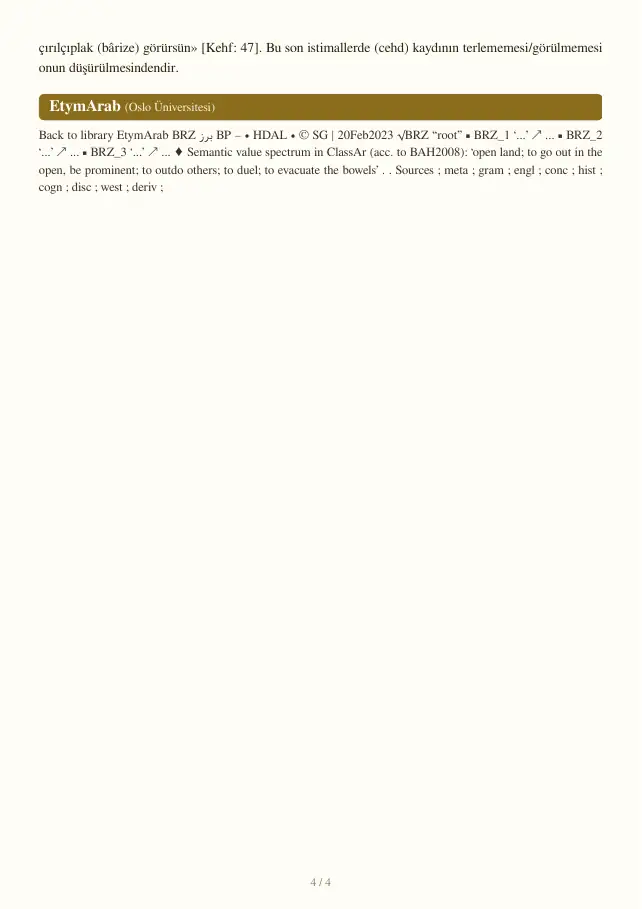 çırılçıplak (bârize) görürsün» [Kehf: 47]. Bu son istimallerde (cehd) kaydının terlememesi/görülmemesi
onun düşürülmesindendir.
EtymArab (Oslo Üniversitesi)
Back to library EtymArab BRZ برز BP – • HDAL • © SG | 20Feb2023 √BRZ “root” ▪ BRZ_1 ‘...’ ↗ ... ▪ BRZ_2
‘...’ ↗ ... ▪ BRZ_3 ‘...’ ↗ ... ♦ Semantic value spectrum in ClassAr (acc. to BAH2008): ‘open land; to go out in the
open, be prominent; to outdo others; to duel; to evacuate the bowels’ . . Sources ; meta ; gram ; engl ; conc ; hist ;
cogn ; disc ; west ; deriv ;
4 / 4